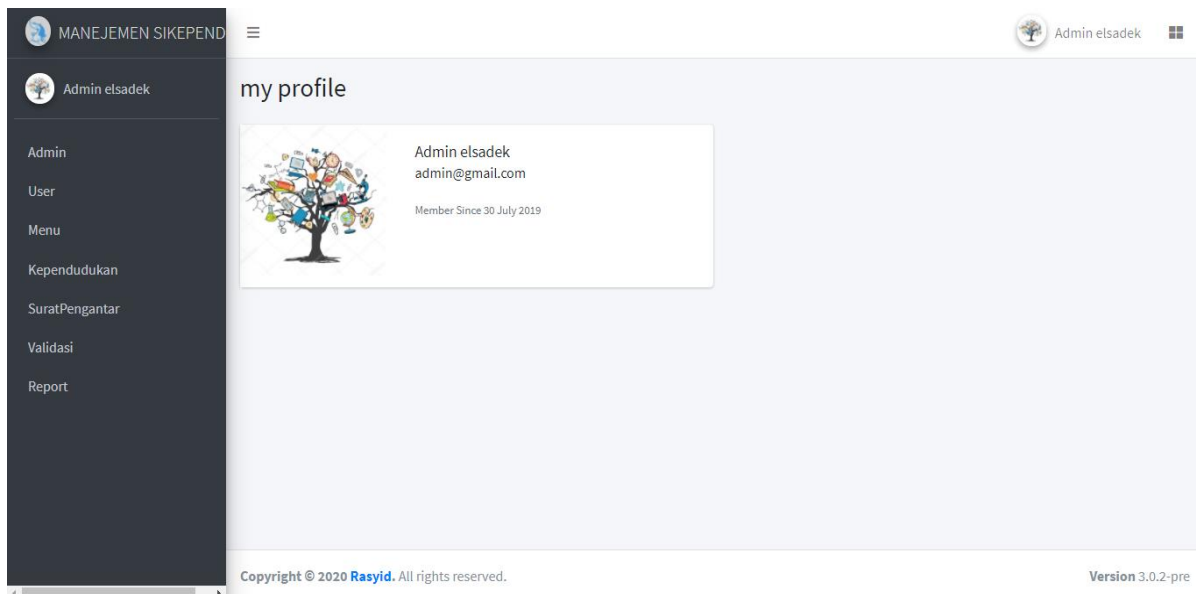 MANEJEMEN SIKEPEND
Admin elsadek
Admin elsadek
Admin
User
Menu
Kependudukan
SuratPengantar
Validasi
Report
my profile
Admin elsadek
admin@gmail.com
Member Since 30 July 2019
Copyright © 2020 Rasyid. All rights reserved.
Version 3.0.2-pre